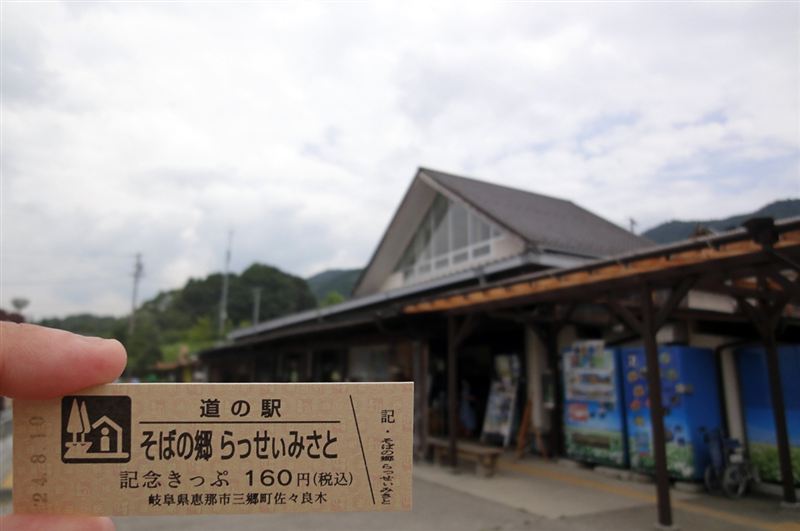 道の駅
そばの郷 らっせぃみさと
記念きっぷ 160円(税込)
岐阜県恵那市三郷町佐々良木
記・そばの郷 らっせぃみさと
24.8.10